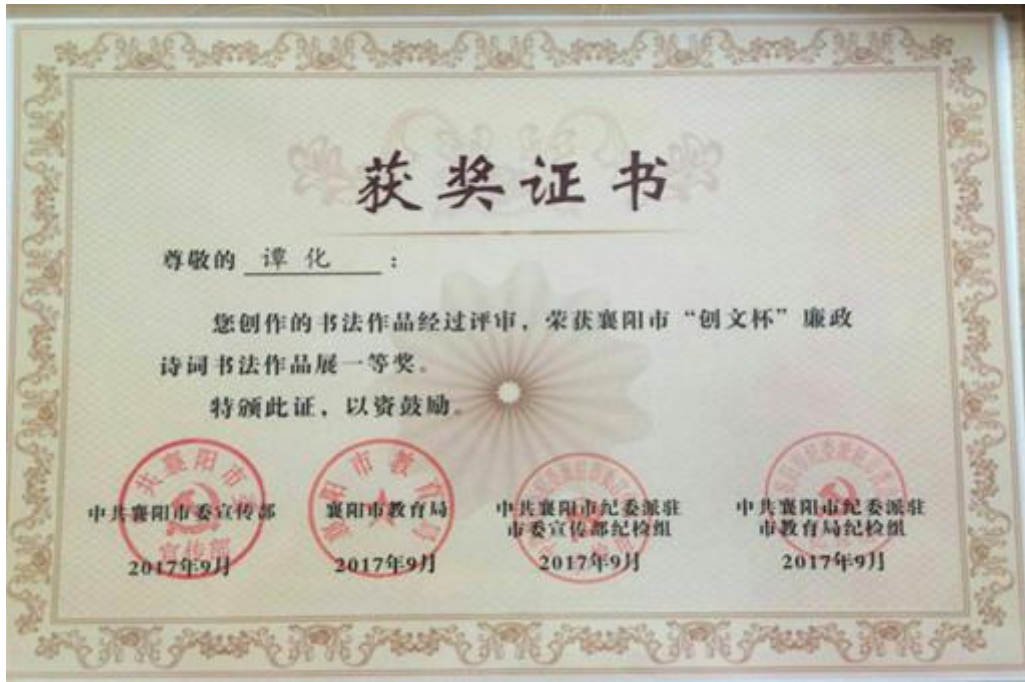 获奖证书
尊敬的 谭化 :
您创作的书法作品经过评审，荣获襄阳市“创文杯”廉政
诗词书法作品展一等奖。
特颁此证，以资鼓励。
中共襄阳市委宣传部
2017年9月
襄阳市教育局
2017年9月
中共襄阳市纪委派驻
市委宣传部纪检组
2017年9月
中共襄阳市纪委派驻
市教育局纪检组
2017年9月